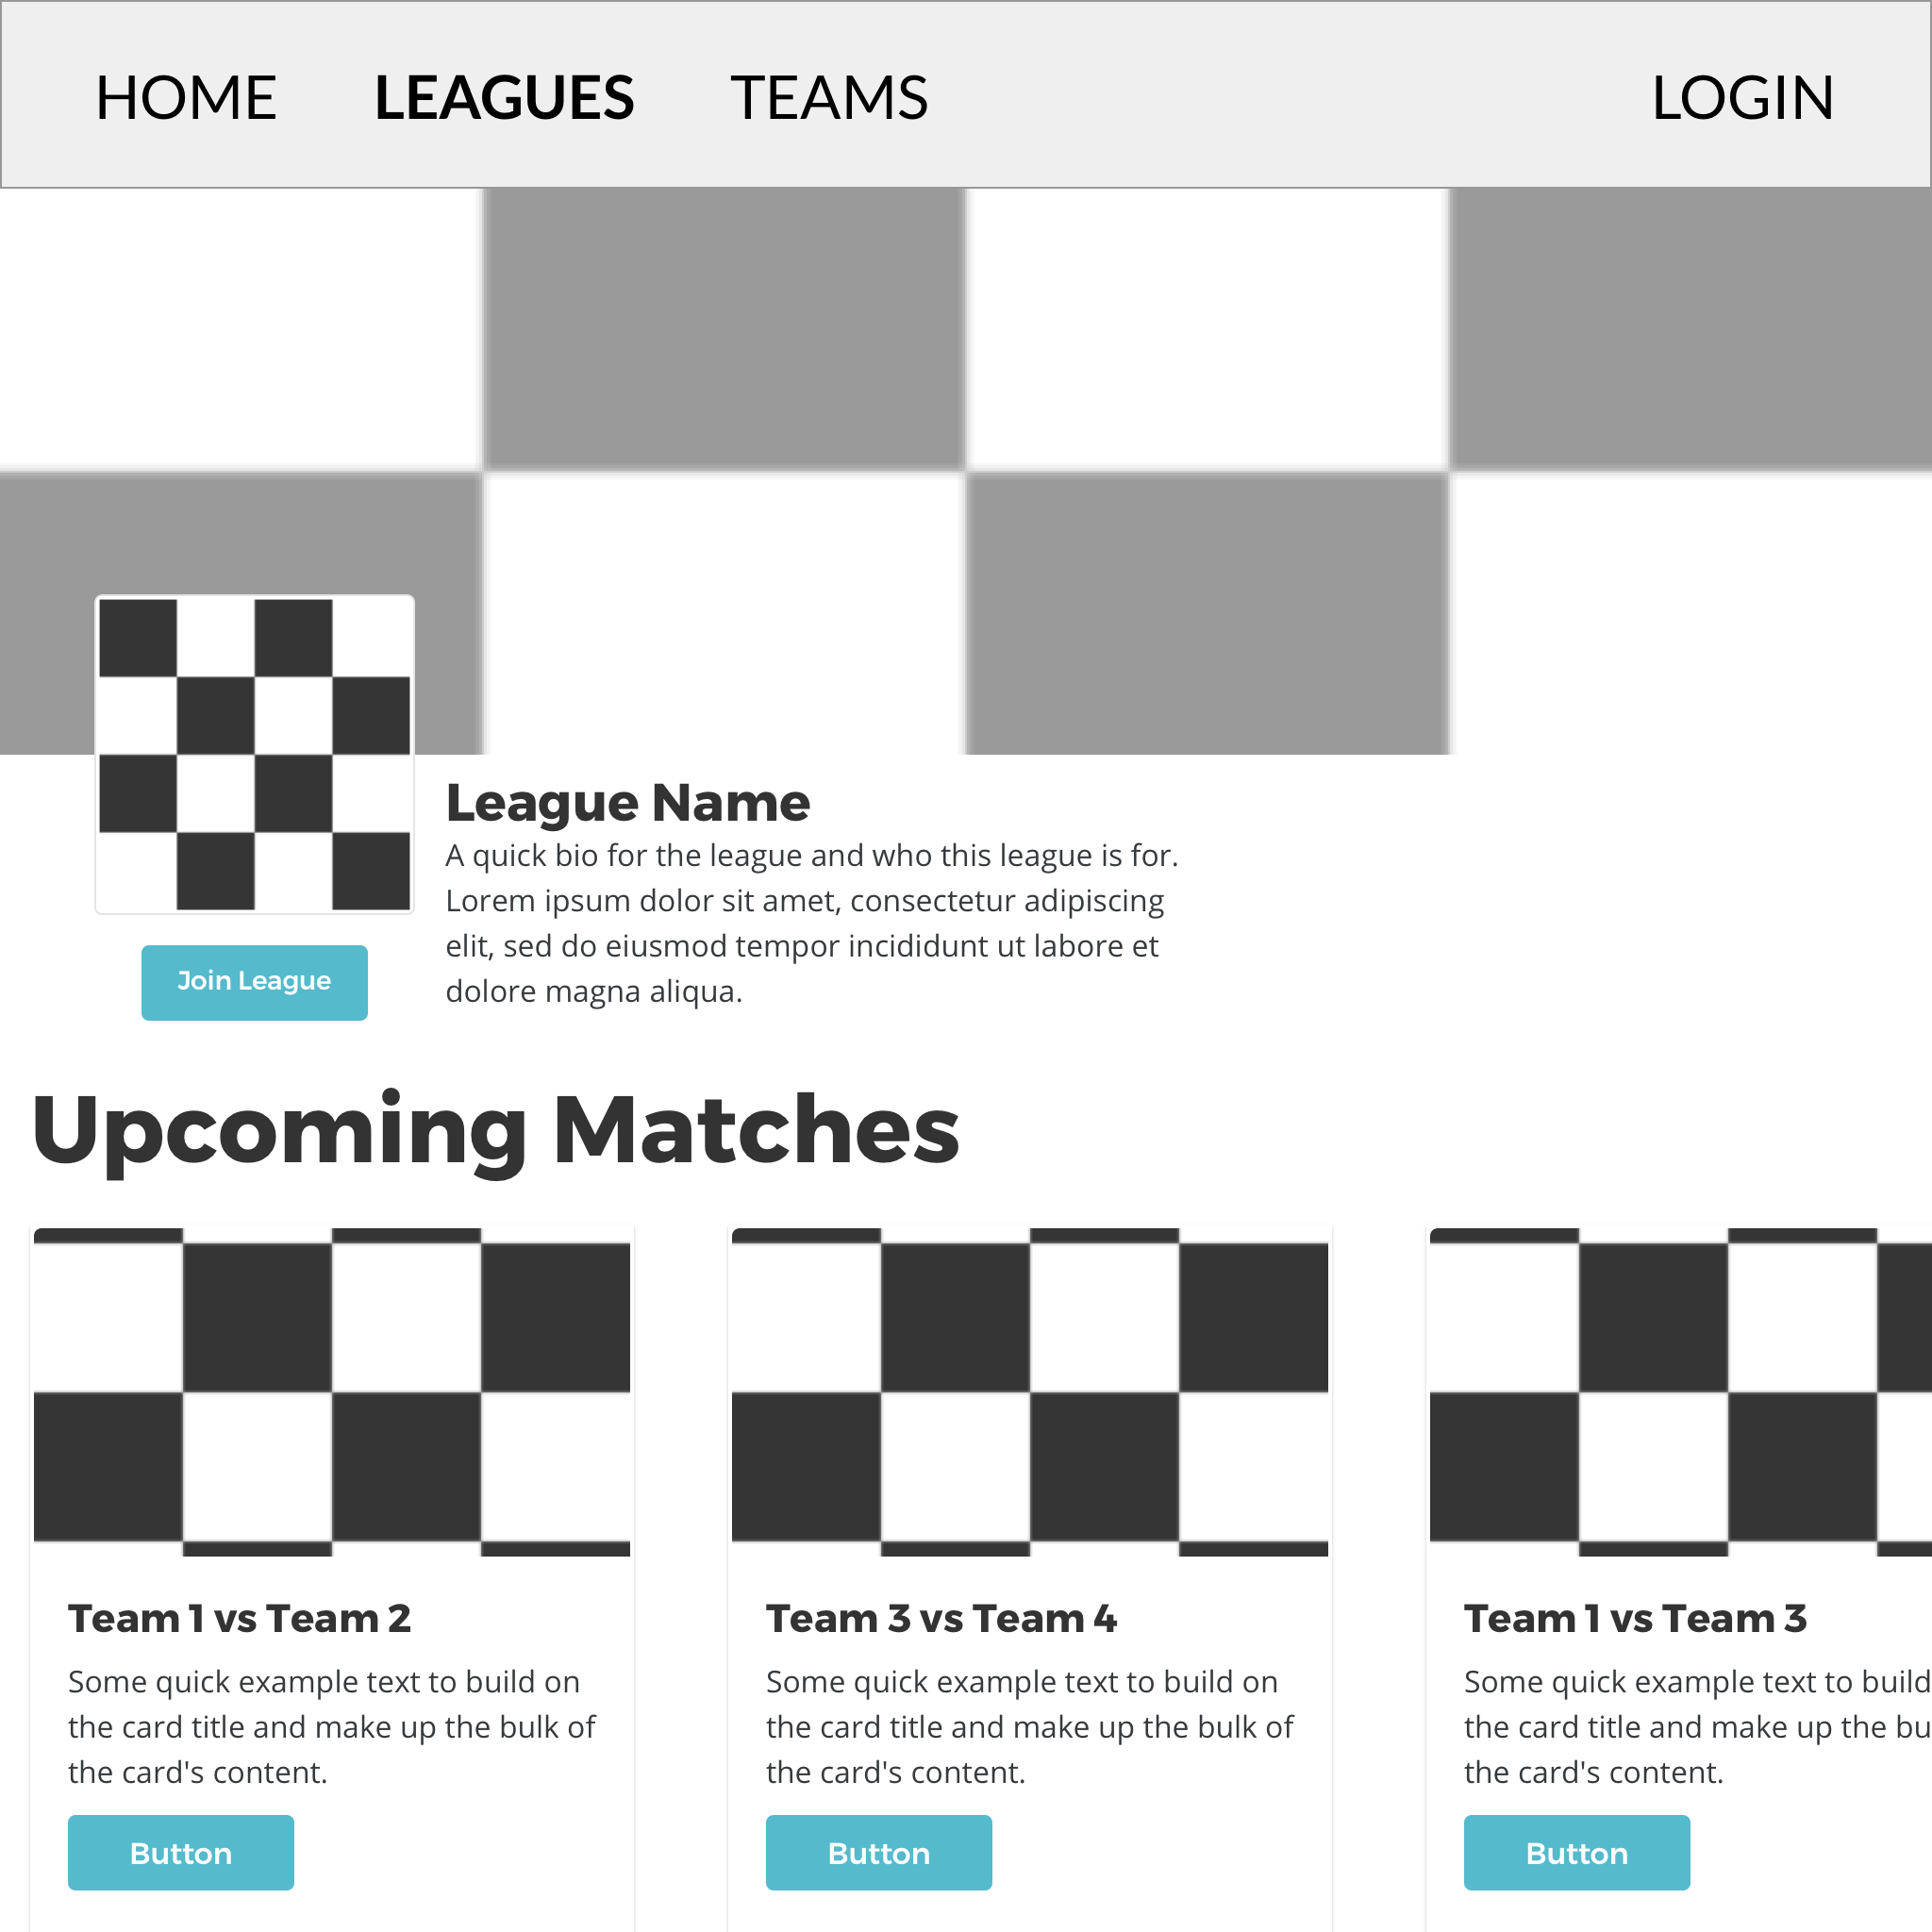 HOME LEAGUES TEAMS LOGIN
League Name
A quick bio for the league and who this league is for.
Lorem ipsum dolor sit amet, consectetur adipiscing
elit, sed do eiusmod tempor incididunt ut labore et
dolore magna aliqua.
Join League
Upcoming Matches
Team 1 vs Team 2
Some quick example text to build on
the card title and make up the bulk of
the card's content.
Button
Team 3 vs Team 4
Some quick example text to build on
the card title and make up the bulk of
the card's content.
Button
Team 1 vs Team 3
Some quick example text to build
the card title and make up the bu
the card's content.
Button